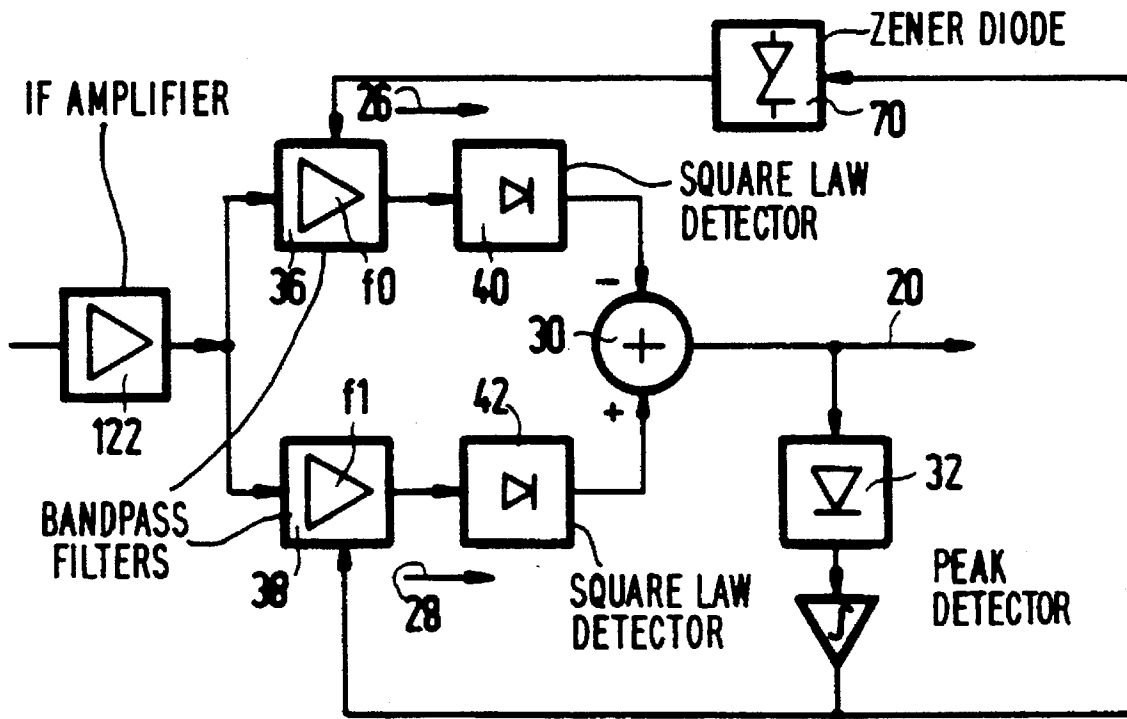 ZENER DIODE
IF AMPLIFIER
26
70
SQUARE LAW
DETECTOR
36
f0
40
-
30
+
20
122
f1
42
+
32
BANDPASS
FILTERS
38
28
SQUARE LAW
DETECTOR
PEAK
DETECTOR
∫